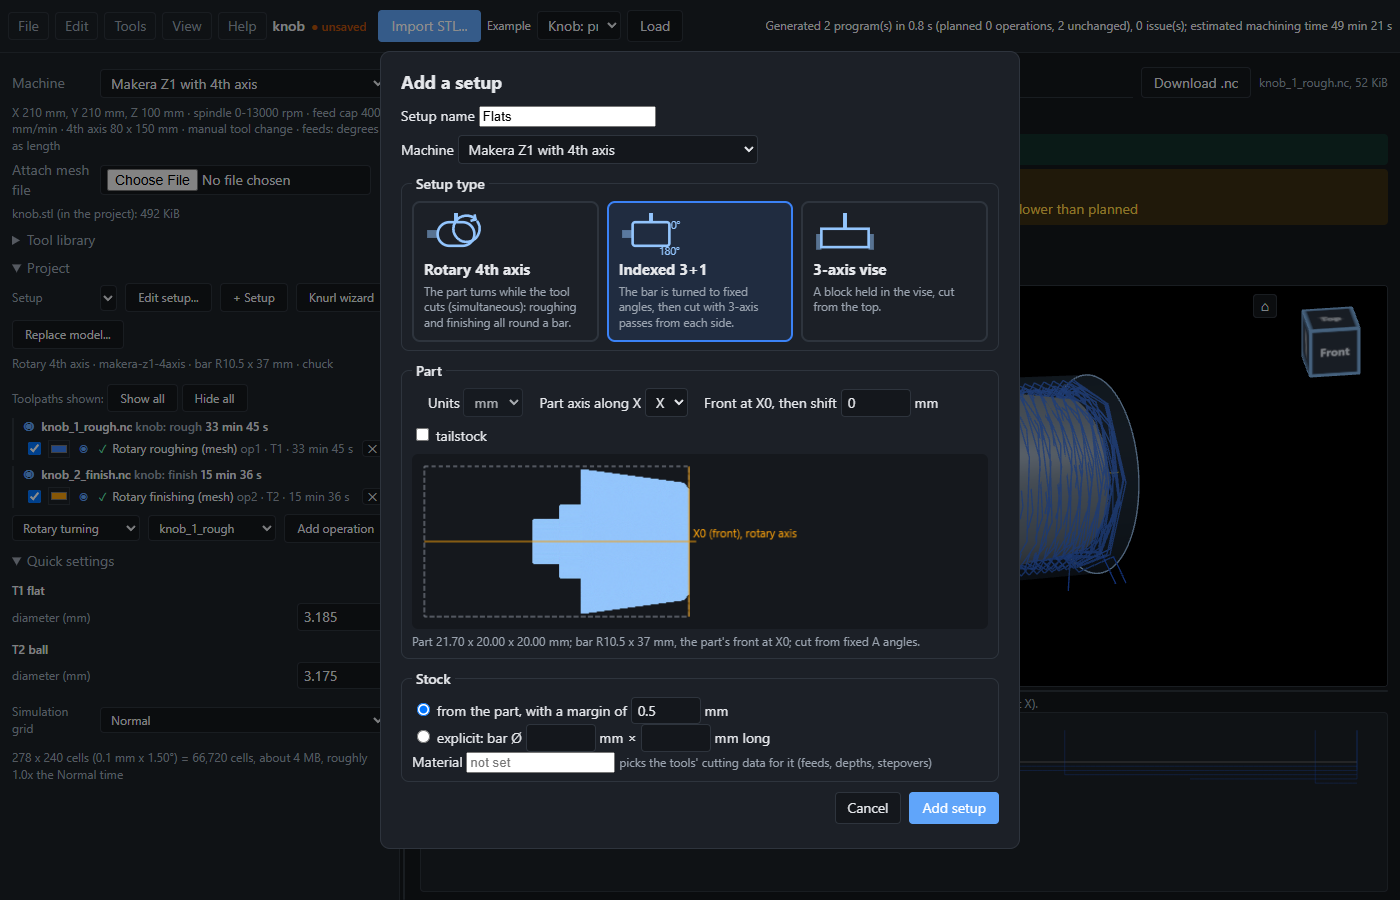 File Edit Tools View Help knob ● unsaved Import STL... Example Knob: pi Load Generated 2 program(s) in 0.8 s (planned 0 operations, 2 unchanged), 0 issue(s); estimated machining time 49 min 21 s
Machine Makera Z1 with 4th axis
X 210 mm, Y 210 mm, Z 100 mm · spindle 0-13000 rpm · feed cap 400
mm/min · 4th axis 80 x 150 mm · manual tool change · feeds: degrees
as length
Attach mesh
file
Choose File No file chosen
knob.stl (in the project): 492 KiB
Tool library
Project
Setup Edit setup... + Setup Knurl wizard
Replace model...
Rotary 4th axis · makera-z1-4axis · bar R10.5 x 37 mm · chuck
Toolpaths shown: Show all Hide all
knob_1_rough.nc knob: rough 33 min 45 s
✓ Rotary roughing (mesh) op1 · T1 · 33 min 45 s ✕
knob_2_finish.nc knob: finish 15 min 36 s
✓ Rotary finishing (mesh) op2 · T2 · 15 min 36 s ✕
Rotary turning knob_1_rough Add operation
Quick settings
T1 flat
diameter (mm) 3.185
T2 ball
diameter (mm) 3.175
Simulation
grid
Normal
278 x 240 cells (0.1 mm x 1.50°) = 66,720 cells, about 4 MB, roughly
1.0x the Normal time
Add a setup
Setup name Flats
Machine Makera Z1 with 4th axis
Setup type
Rotary 4th axis
The part turns while the tool
cuts (simultaneous): roughing
and finishing all round a bar.
0°
180°
Indexed 3+1
The bar is turned to fixed
angles, then cut with 3-axis
passes from each side.
3-axis vise
A block held in the vise, cut
from the top.
Part
Units mm Part axis along X X Front at X0, then shift 0 mm
tailstock
X0 (front), rotary axis
Part 21.70 x 20.00 x 20.00 mm; bar R10.5 x 37 mm, the part's front at X0; cut from fixed A angles.
Stock
from the part, with a margin of 0.5 mm
explicit: bar Ø mm × mm long
Material not set picks the tools' cutting data for it (feeds, depths, stepovers)
Cancel Add setup
Download .nc knob_1_rough.nc, 52 KiB
lower than planned
Top
Front
X).